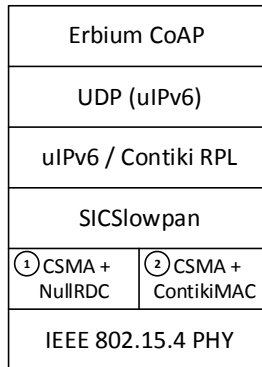 Erbium CoAP
UDP (uIPv6)
uIPv6 / Contiki RPL
SICSlowpan
1 CSMA +
NullRDC
2 CSMA +
ContikiMAC
IEEE 802.15.4 PHY